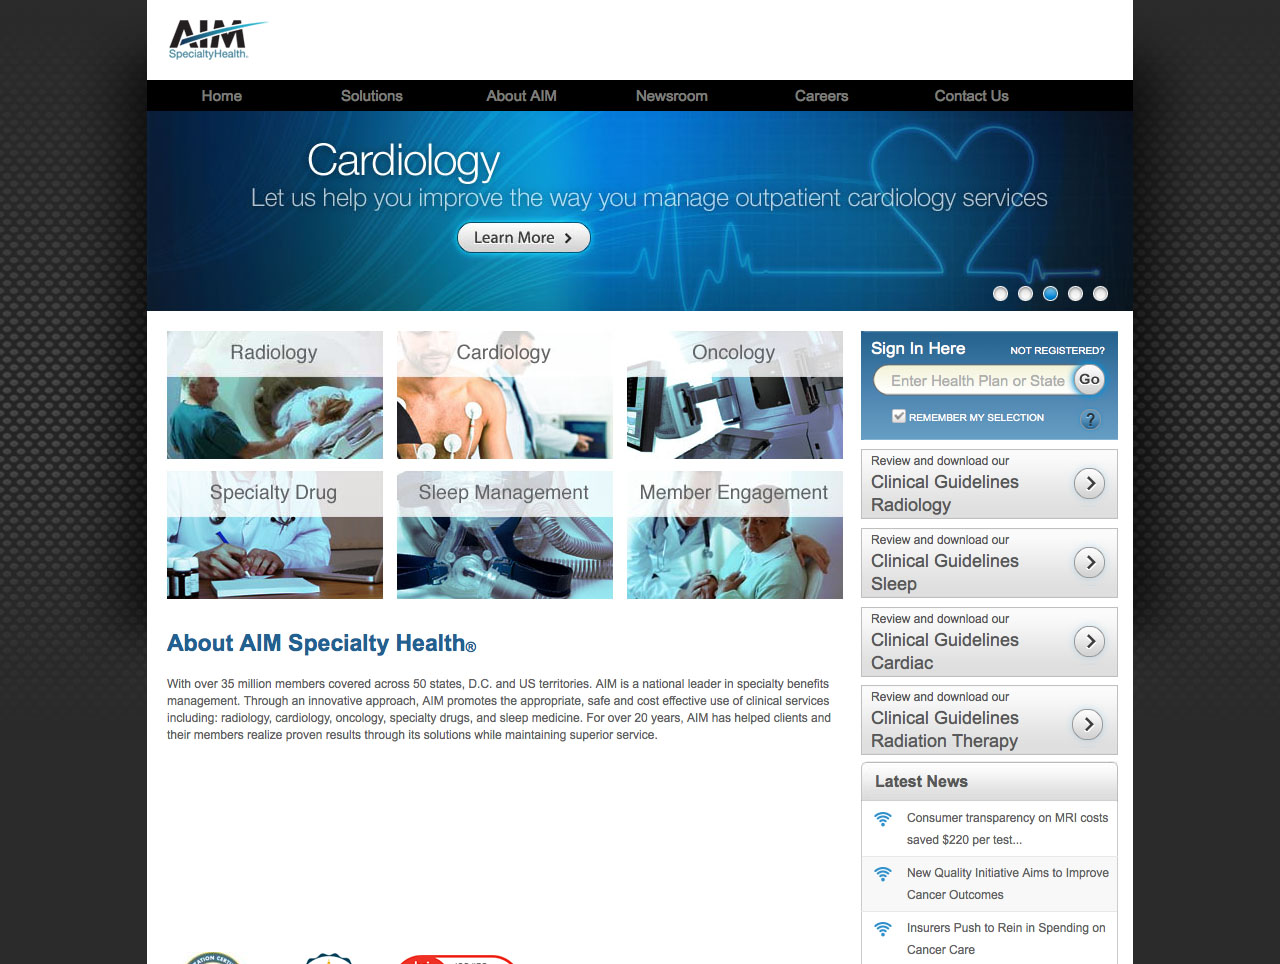 AIM
SpecialtyHealth.
Home
Solutions
About AIM
Newsroom
Careers
Contact Us
Cardiology
Let us help you improve the way you manage outpatient cardiology services
Learn More
Radiology
Cardiology
Oncology
Specialty Drug
Sleep Management
Member Engagement
About AIM Specialty Health®
With over 35 million members covered across 50 states, D.C. and US territories. AIM is a national leader in specialty benefits
management. Through an innovative approach, AIM promotes the appropriate, safe and cost effective use of clinical services
including: radiology, cardiology, oncology, specialty drugs, and sleep medicine. For over 20 years, AIM has helped clients and
their members realize proven results through its solutions while maintaining superior service.
Sign In Here
NOT REGISTERED?
Enter Health Plan or State
Go
REMEMBER MY SELECTION
?
Review and download our
Clinical Guidelines
Radiology
Review and download our
Clinical Guidelines
Sleep
Review and download our
Clinical Guidelines
Cardiac
Review and download our
Clinical Guidelines
Radiation Therapy
Latest News
Consumer transparency on MRI costs
saved $220 per test...
New Quality Initiative Aims to Improve
Cancer Outcomes
Insurers Push to Rein in Spending on
Cancer Care